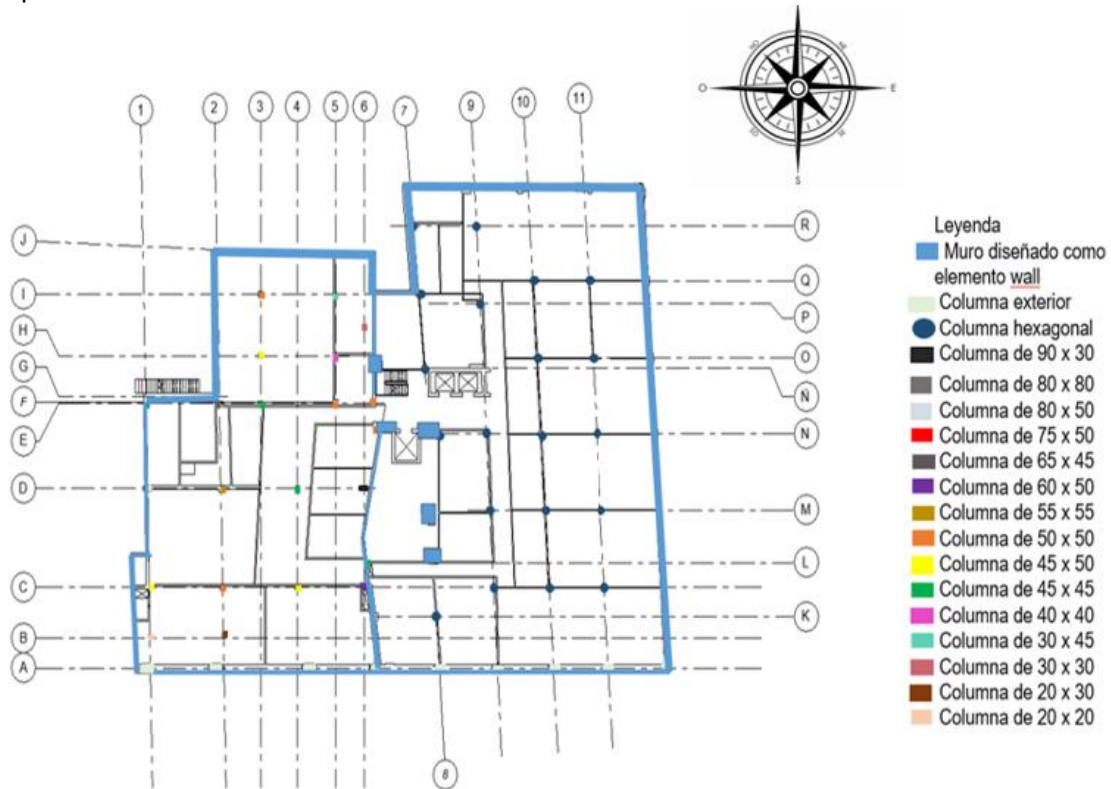 N
NO
NE
O
E
SO
SE
S
1
2
3
4
5
6
7
9
10
11
J
I
H
G
F
E
D
C
B
A
R
Q
P
O
Ñ
N
M
L
K
8
Leyenda
Muro diseñado como
elemento wall
Columna exterior
Columna hexagonal
Columna de 90 x 30
Columna de 80 x 80
Columna de 80 x 50
Columna de 75 x 50
Columna de 65 x 45
Columna de 60 x 50
Columna de 55 x 55
Columna de 50 x 50
Columna de 45 x 50
Columna de 45 x 45
Columna de 40 x 40
Columna de 30 x 45
Columna de 30 x 30
Columna de 20 x 30
Columna de 20 x 20